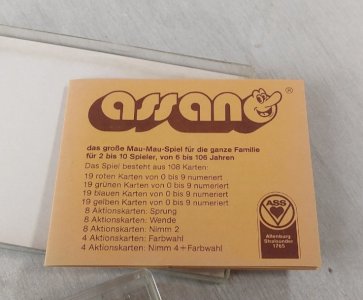 assano®
das große Mau-Mau-Spiel für die ganze Familie
für 2 bis 10 Spieler, von 6 bis 106 Jahren
Das Spiel besteht aus 108 Karten:
19 roten Karten von 0 bis 9 numeriert
19 grünen Karten von 0 bis 9 numeriert
19 blauen Karten von 0 bis 9 numeriert
19 gelben Karten von 0 bis 9 numeriert
8 Aktionskarten: Sprung
8 Aktionskarten: Wende
8 Aktionskarten: Nimm 2
4 Aktionskarten: Farbwahl
4 Aktionskarten: Nimm 4+Farbwahl
ASS
Altenburg
Stralsunder
1765